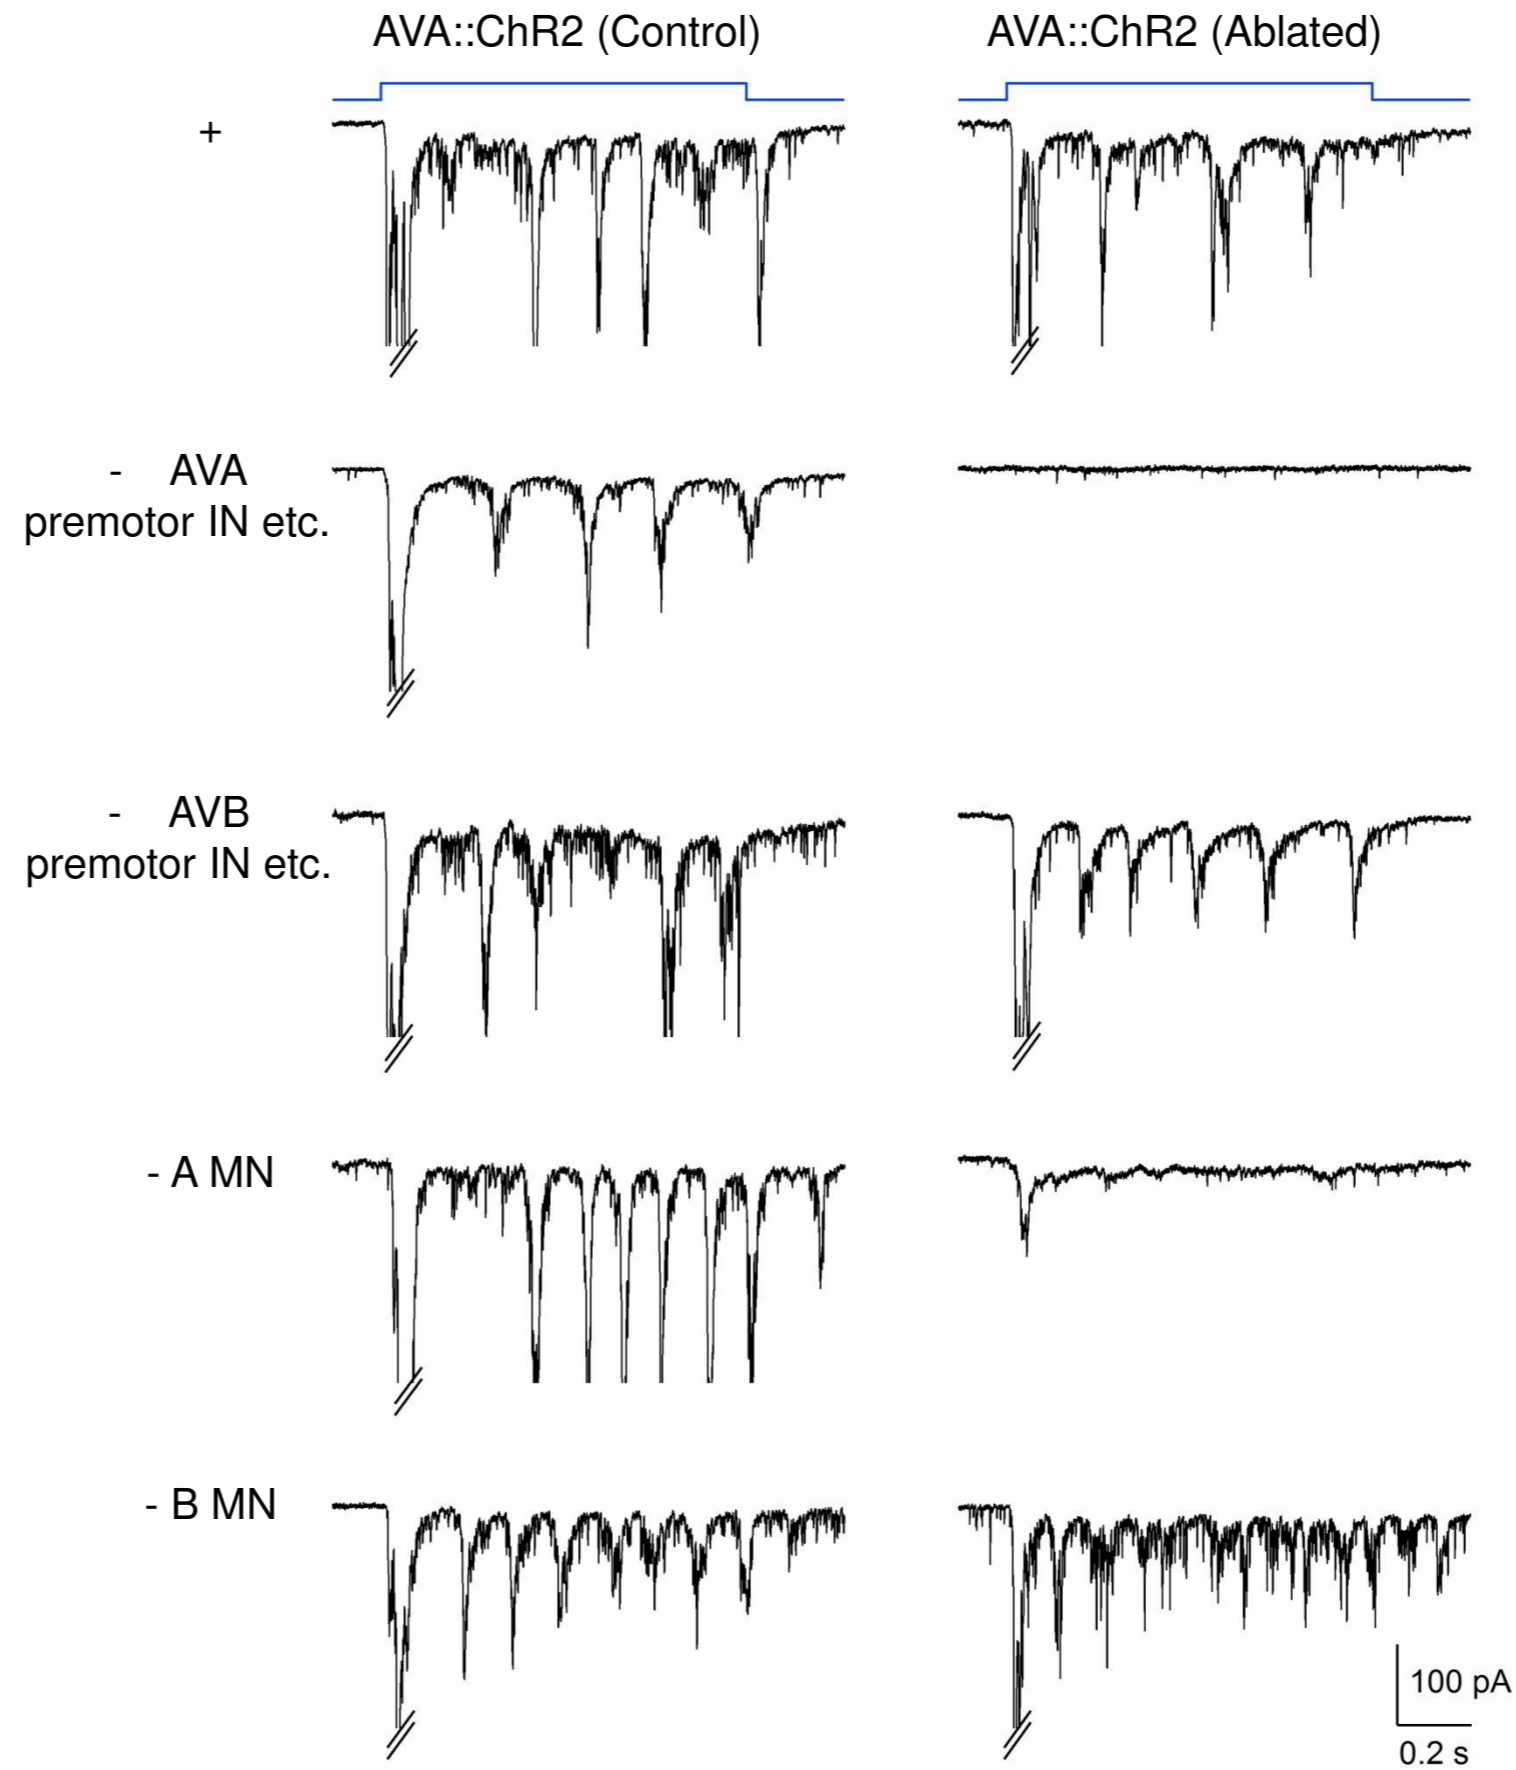 AVA::ChR2 (Control)
AVA::ChR2 (Ablated)
+
- AVA
premotor IN etc.
- AVB
premotor IN etc.
- A MN
- B MN
100 pA
0.2 s